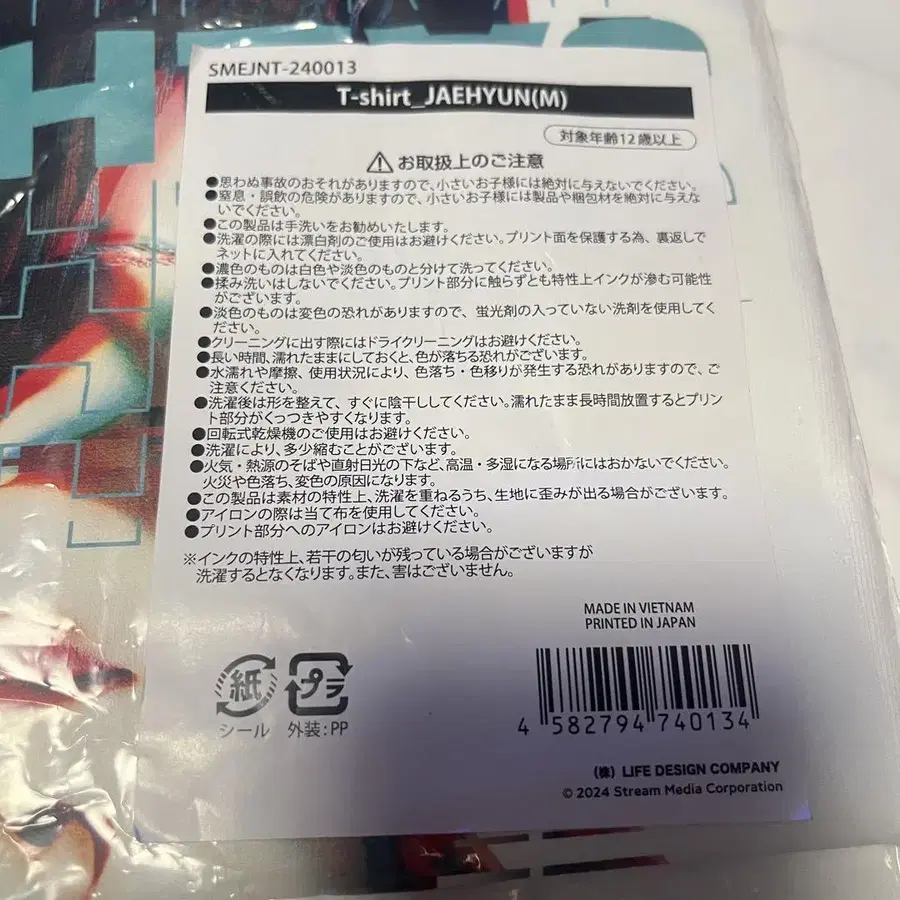 SMEJNT-240013
T-shirt_JAEHYUN(M)
対象年齢12歳以上
お取扱上のご注意
●思わぬ事故のおそれがありますので、小さいお子様には絶対に与えないでください。
●窒息・誤飲の危険がありますので、小さいお子様には製品や梱包材を絶対に与えな
いでください。
●この製品は手洗いをお勧めいたします。
●洗濯の際には漂白剤のご使用はお避けください。プリント面を保護する為、裏返しで
ネットに入れてください。
●濃色のものは白色や淡色のものと分けて洗ってください。
●揉み洗いはしないでください。プリント部分に触らずとも特性上インクが滲む可能性
がございます。
●淡色のものは変色の恐れがありますので、蛍光剤の入っていない洗剤を使用してく
ださい。
●クリーニングに出す際にはドライクリーニングはお避けください。
●長い時間、濡れたままにしておくと、色が落ちる恐れがございます。
●水濡れや摩擦、使用状況により、色落ち・色移りが発生する恐れがありますので、ご
注意ください。
●洗濯後は形を整えて、すぐに陰干ししてください。濡れたまま長時間放置するとプリン
ト部分がくっつきやすくなります。
●回転式乾燥機のご使用はお避けください。
●洗濯により、多少縮むことがございます。
●火気・熱源のそばや直射日光の下など、高温・多湿になる場所にはおかないでください。
火災や色落ち、変色の原因になります。
●この製品は素材の特性上、洗濯を重ねるうち、生地に歪みが出る場合がございます。
●アイロンの際は当て布を使用してください。
●プリント部分へのアイロンはお避けください。
※インクの特性上、若干の匂いが残っている場合がございますが
洗濯するとなくなります。また、害はございません。
MADE IN VIETNAM
PRINTED IN JAPAN
紙
プラ
シール
外装:PP
4 582794 740134
(株) LIFE DESIGN COMPANY
© 2024 Stream Media Corporation